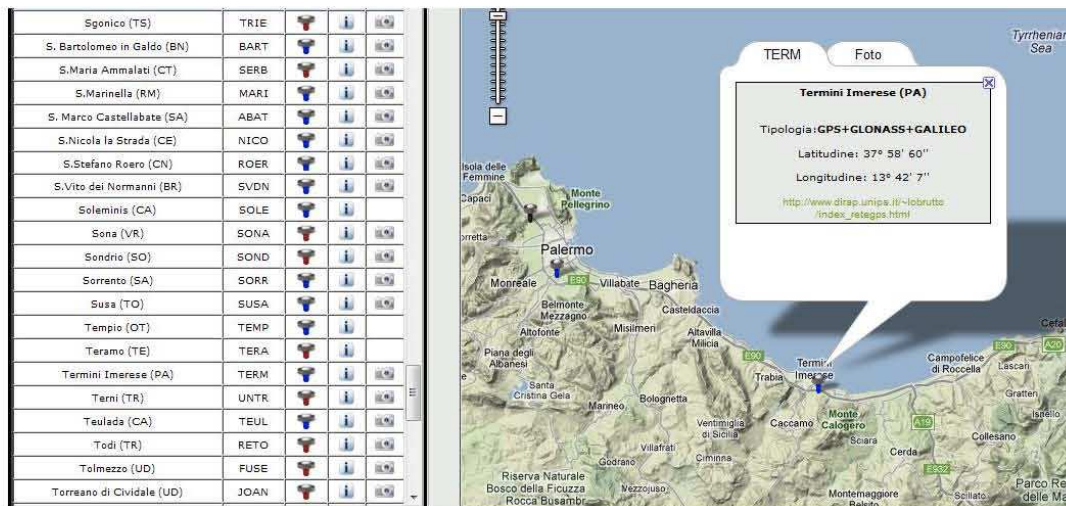 Sgonico (TS) TRIE
S. Bartolomeo in Galdo (BN) BART
S.Maria Ammalati (CT) SERB
S.Marinella (RM) MARI
S. Marco Castellabate (SA) ABAT
S.Nicola la Strada (CE) NICO
S.Stefano Roero (CN) ROER
S.Vito dei Normanni (BR) SVDN
Soleminis (CA) SOLE
Sona (VR) SONA
Sondrio (SO) SOND
Sorrento (SA) SORR
Susa (TO) SUSA
Tempio (OT) TEMP
Teramo (TE) TERA
Termini Imerese (PA) TERM
Terni (TR) UNTR
Teulada (CA) TEUL
Todi (TR) RETO
Tolmezzo (UD) FUSE
Torreano di Cividale (UD) JOAN
TERM Foto
Termini Imerese (PA)
Tipologia:GPS+GLONASS+GALILEO
Latitudine: 37° 58' 60''
Longitudine: 13° 42' 7''
http://www.dirap.unipa.it/~lobrutto
/index_retegps.html
Tyrrhenian
Sea
Isola delle
Femmine
Capaci
Monte
Pellegrino
Palermo
Monreale
E90
Villabate
Bagheria
Belmonte
Mezzagno
Casteldaccia
Altofonte
Misilmeri
Altavilla
Milicia
Piana degli
Albanesi
E90
Termini
Imerese
Trabia
Campofelice
di Roccella
E90
A20
Lascari
Gratteri
Santa
Cristina Gela
Marineo
Bolognetta
Ventimiglia
di Sicilia
Caccamo
Monte
Calogero
Sciara
A19
Collesano
Isnello
Villafrati
Cerda
Godrano
Ciminna
E932
Riserva Naturale
Bosco della Ficuzza
Rocca Busambr
Mezzojuso
Montemaggiore
Belsito
Scillato
Parco Re
delle Ma